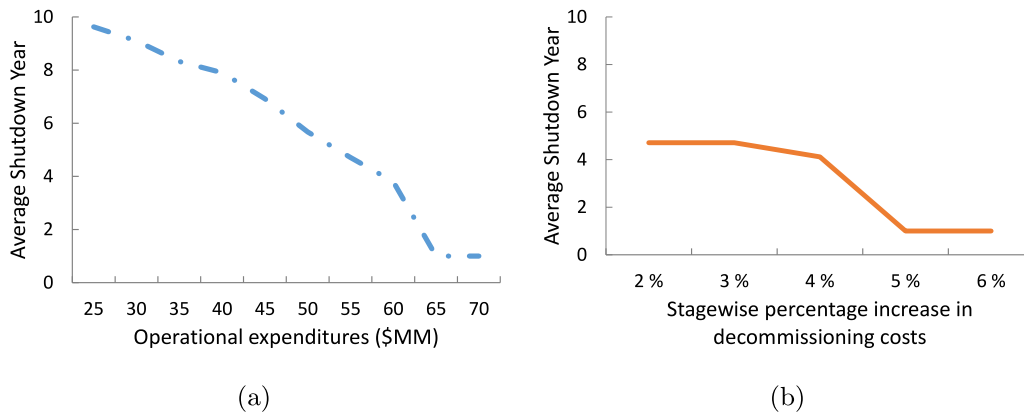 10
8
6
4
2
0
Average Shutdown Year
25 30 35 40 45 50 55 60 65 70
Operational expenditures ($MM)
(a)
10
8
6
4
2
0
Average Shutdown Year
2 % 3 % 4 % 5 % 6 %
Stagewise percentage increase in
decommissioning costs
(b)